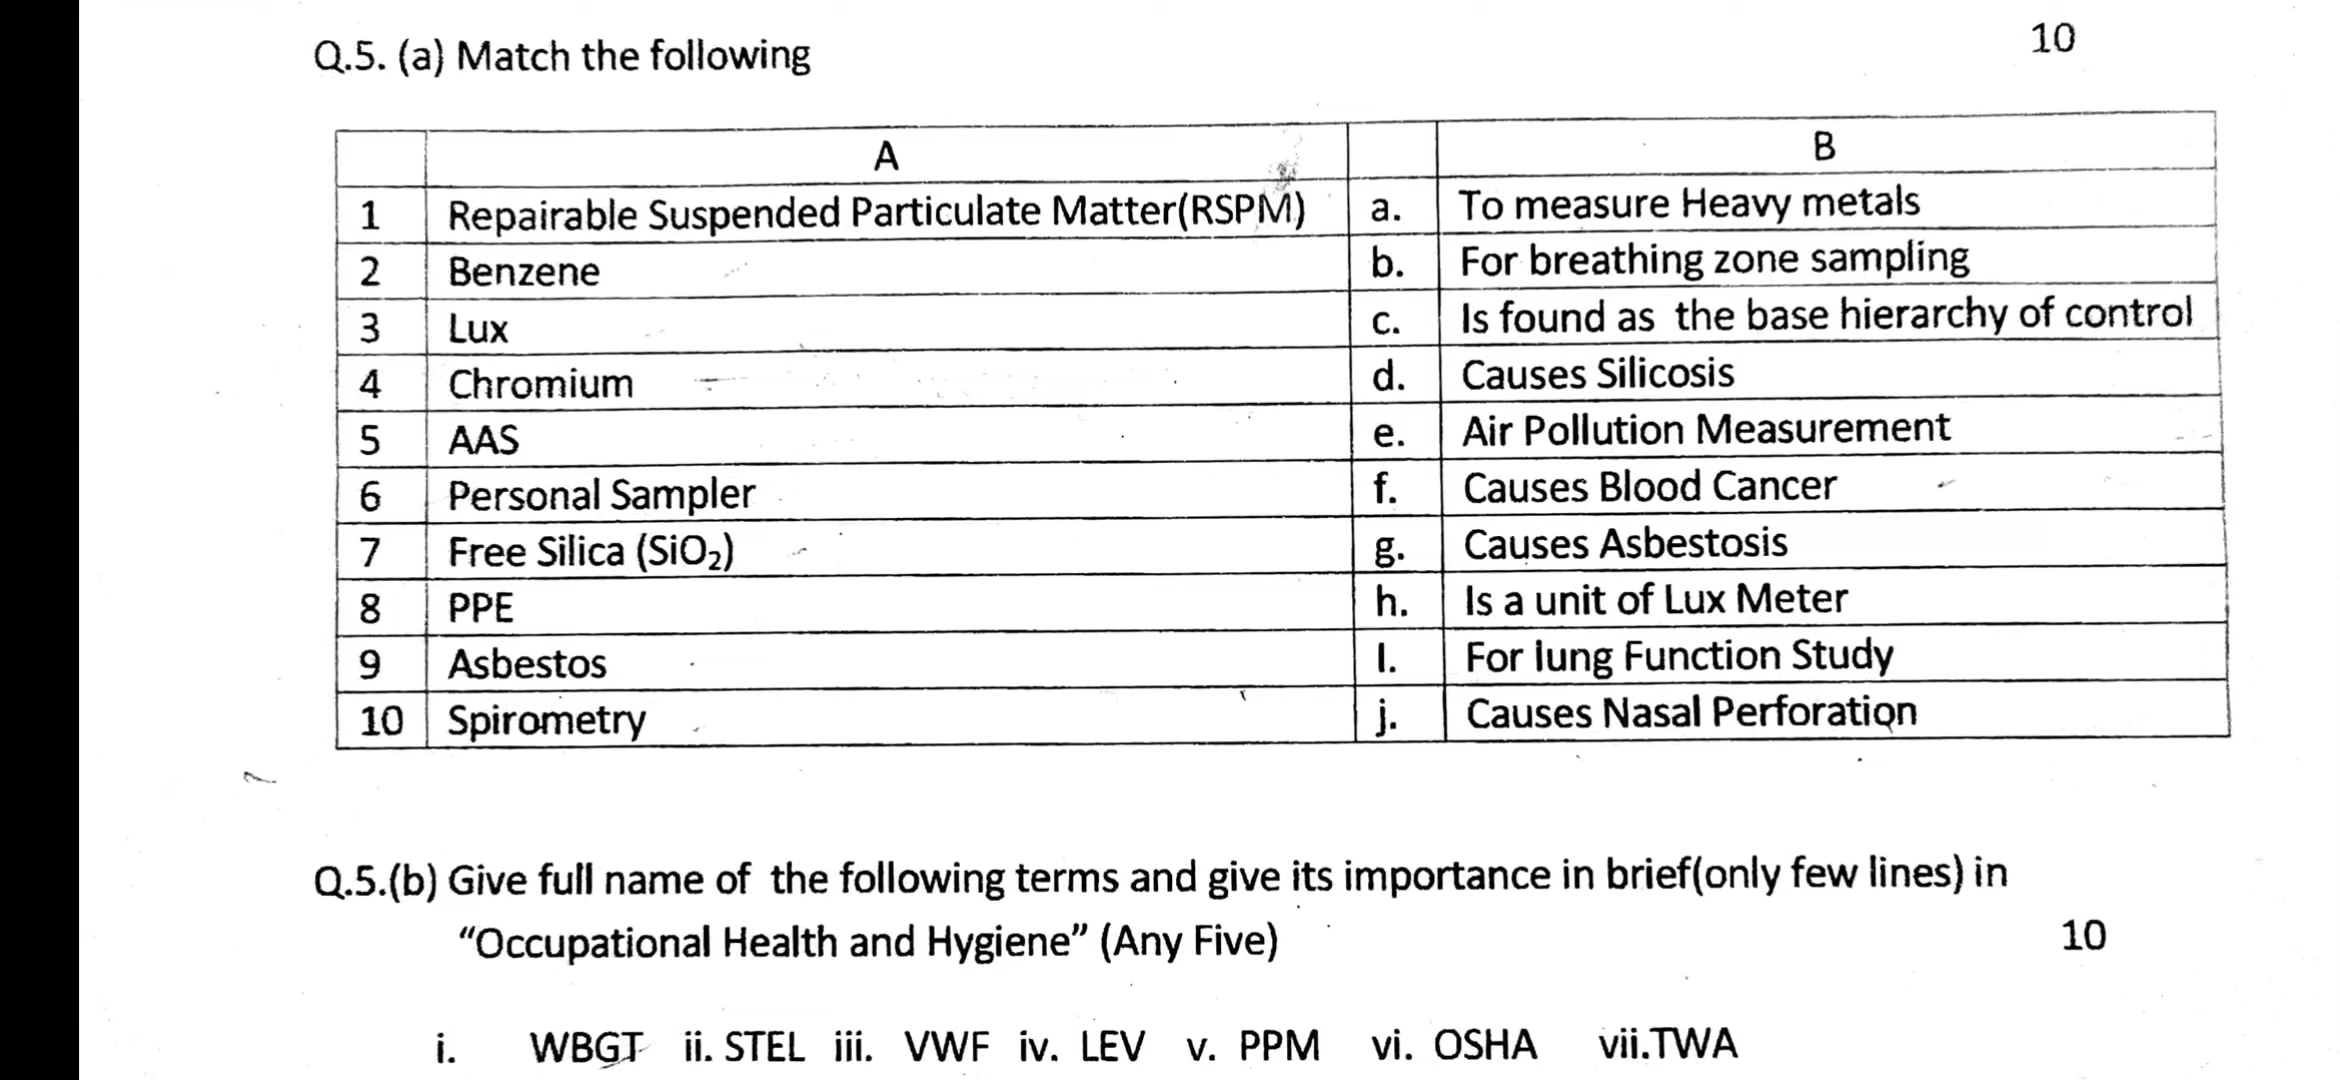 Q.5. (a) Match the following 10
A B
1 Repairable Suspended Particulate Matter(RSPM) a. To measure Heavy metals
2 Benzene b. For breathing zone sampling
3 Lux c. Is found as the base hierarchy of control
4 Chromium d. Causes Silicosis
5 AAS e. Air Pollution Measurement
6 Personal Sampler f. Causes Blood Cancer
7 Free Silica (SiO₂) g. Causes Asbestosis
8 PPE h. Is a unit of Lux Meter
9 Asbestos I. For lung Function Study
10 Spirometry j. Causes Nasal Perforation
Q.5.(b) Give full name of the following terms and give its importance in brief(only few lines) in
“Occupational Health and Hygiene” (Any Five) 10
i. WBGT ii. STEL iii. VWF iv. LEV v. PPM vi. OSHA vii.TWA